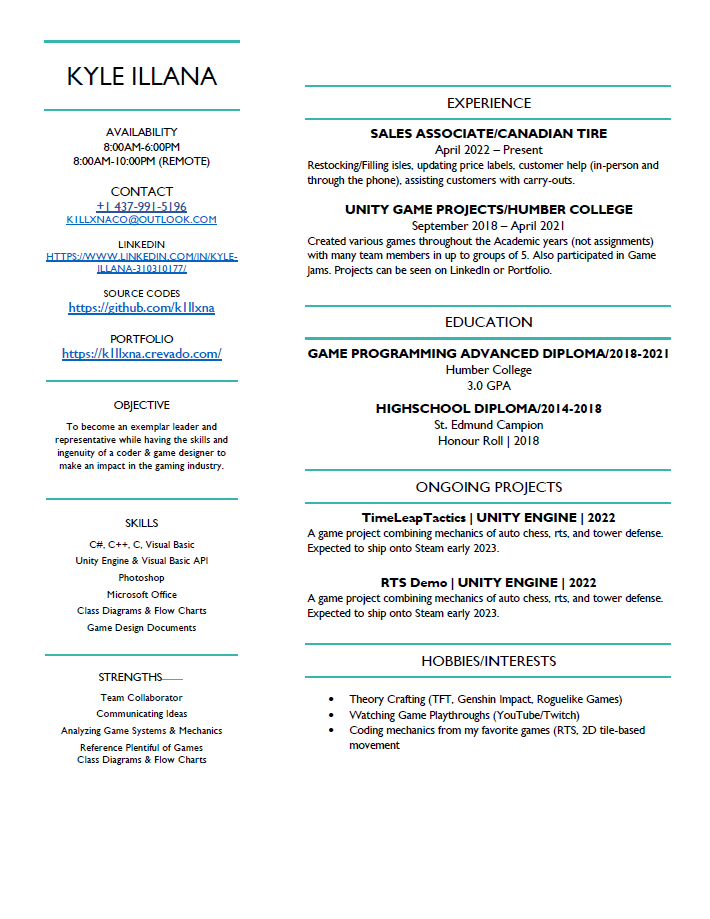 KYLE ILLANA
AVAILABILITY
8:00AM-6:00PM
8:00AM-10:00PM (REMOTE)
CONTACT
+1 437-991-5196
K1LLXNACO@OUTLOOK.COM
LINKEDIN
HTTPS://WWW.LINKEDIN.COM/IN/KYLE-
ILLANA-310310177/
SOURCE CODES
https://github.com/k1llxna
PORTFOLIO
https://k1llxna.crevado.com/
OBJECTIVE
To become an exemplar leader and
representative while having the skills and
ingenuity of a coder & game designer to
make an impact in the gaming industry.
SKILLS
C#, C++, C, Visual Basic
Unity Engine & Visual Basic API
Photoshop
Microsoft Office
Class Diagrams & Flow Charts
Game Design Documents
STRENGTHS
Team Collaborator
Communicating Ideas
Analyzing Game Systems & Mechanics
Reference Plentiful of Games
Class Diagrams & Flow Charts
EXPERIENCE
SALES ASSOCIATE/CANADIAN TIRE
April 2022 – Present
Restocking/Filling isles, updating price labels, customer help (in-person and
through the phone), assisting customers with carry-outs.
UNITY GAME PROJECTS/HUMBER COLLEGE
September 2018 – April 2021
Created various games throughout the Academic years (not assignments)
with many team members in up to groups of 5. Also participated in Game
Jams. Projects can be seen on LinkedIn or Portfolio.
EDUCATION
GAME PROGRAMMING ADVANCED DIPLOMA/2018-2021
Humber College
3.0 GPA
HIGHSCHOOL DIPLOMA/2014-2018
St. Edmund Campion
Honour Roll | 2018
ONGOING PROJECTS
TimeLeapTactics | UNITY ENGINE | 2022
A game project combining mechanics of auto chess, rts, and tower defense.
Expected to ship onto Steam early 2023.
RTS Demo | UNITY ENGINE | 2022
A game project combining mechanics of auto chess, rts, and tower defense.
Expected to ship onto Steam early 2023.
HOBBIES/INTERESTS
• Theory Crafting (TFT, Genshin Impact, Roguelike Games)
• Watching Game Playthroughs (YouTube/Twitch)
• Coding mechanics from my favorite games (RTS, 2D tile-based
movement